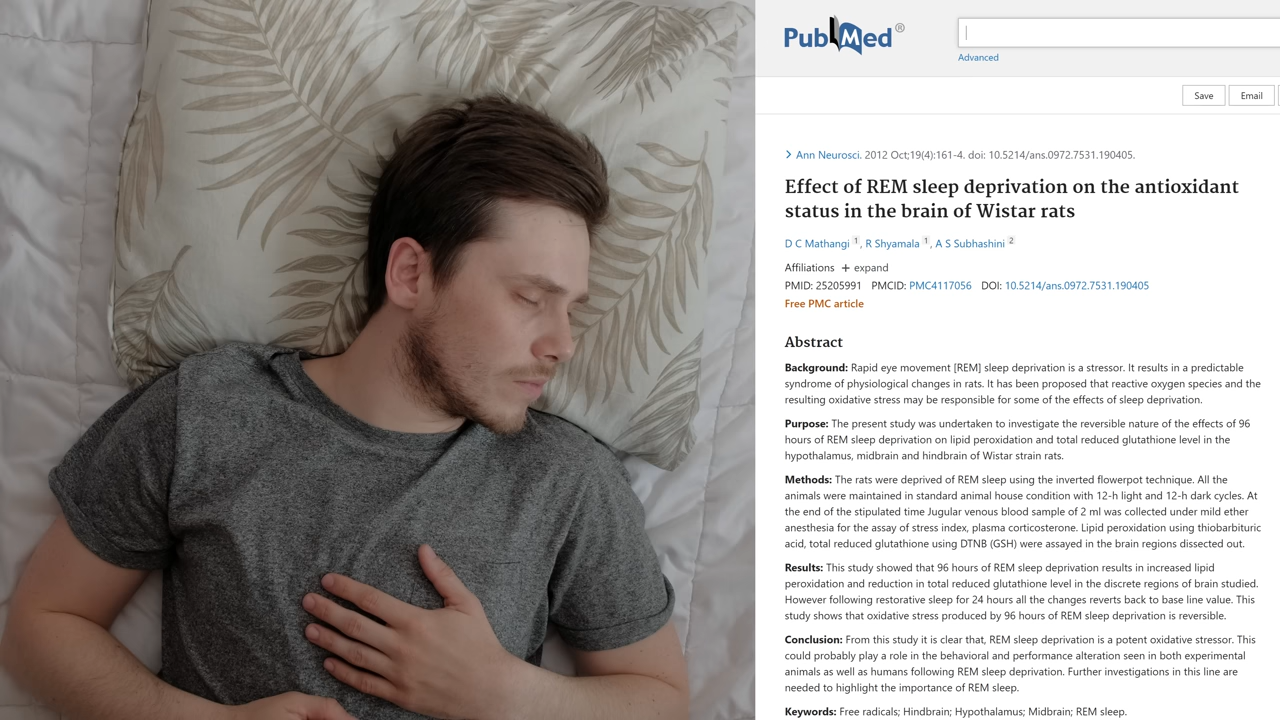 PubMed®
Advanced
Save Email
Ann Neurosci. 2012 Oct;19(4):161-4. doi: 10.5214/ans.0972.7531.190405.
Effect of REM sleep deprivation on the antioxidant
status in the brain of Wistar rats
D C Mathangi 1, R Shyamala 1, A S Subhashini 2
Affiliations + expand
PMID: 25205991 PMCID: PMC4117056 DOI: 10.5214/ans.0972.7531.190405
Free PMC article
Abstract
Background: Rapid eye movement [REM] sleep deprivation is a stressor. It results in a predictable
syndrome of physiological changes in rats. It has been proposed that reactive oxygen species and the
resulting oxidative stress may be responsible for some of the effects of sleep deprivation.
Purpose: The present study was undertaken to investigate the reversible nature of the effects of 96
hours of REM sleep deprivation on lipid peroxidation and total reduced glutathione level in the
hypothalamus, midbrain and hindbrain of Wistar strain rats.
Methods: The rats were deprived of REM sleep using the inverted flowerpot technique. All the
animals were maintained in standard animal house condition with 12-h light and 12-h dark cycles. At
the end of the stipulated time Jugular venous blood sample of 2 ml was collected under mild ether
anesthesia for the assay of stress index, plasma corticosterone. Lipid peroxidation using thiobarbituric
acid, total reduced glutathione using DTNB (GSH) were assayed in the brain regions dissected out.
Results: This study showed that 96 hours of REM sleep deprivation results in increased lipid
peroxidation and reduction in total reduced glutathione level in the discrete regions of brain studied.
However following restorative sleep for 24 hours all the changes reverts back to base line value. This
study shows that oxidative stress produced by 96 hours of REM sleep deprivation is reversible.
Conclusion: From this study it is clear that, REM sleep deprivation is a potent oxidative stressor. This
could probably play a role in the behavioral and performance alteration seen in both experimental
animals as well as humans following REM sleep deprivation. Further investigations in this line are
needed to highlight the importance of REM sleep.
Keywords: Free radicals; Hindbrain; Hypothalamus; Midbrain; REM sleep.